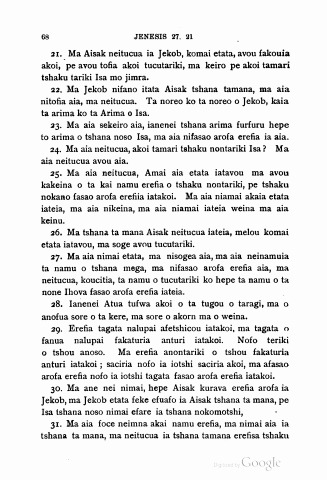 68 JENESIS 27. 21
21. Ma Aisak neitucua ia Jekob, komai etata, avou fakouia
akoi, pe avou tofia akoi tucutariki, ma keiro pe akoi tamari
tshaku tariki Isa mo jimra.
22. Ma Jekob nifano itata Aisak tshana tamana, ma aia
nitofia aia, ma neitucua. Ta noreo ko ta noreo o Jekob, kaia
ta arima ko ta Arima o Isa.
23. Ma aia sekeiro aia, ianenei tshana arima furfuru hepe
to arima o tshana noso Isa, ma aia nifasao arofa erefia ia aia.
24. Ma aia neitucua, akoi tamari tshaku nontariki Isa? Ma
aia neitucua avou aia.
25. Ma aia neitucua, Amai aia etata iatavou ma avou
kakeina o ta kai namu erefia o tshaku nontariki, pe tshaku
nokano fasao arofa erefiia iatakoi. Ma aia niamai akaia etata
iateia, ma aia nikeina, ma aia niamai iateia weina ma aia
keinu.
26. Ma tshana ta mana Aisak neitucua iateia, melou komai
etata iatavou, ma soge avou tucutariki.
27. Ma aia nimai etata, ma nisogea aia, ma aia neinamuia
ta namu o tshana mega, ma nifasao arofa erefia aia, ma
neitucua, koucitia, ta namu o tucutariki ko hepe ta namu o ta
none Ihova fasao arofa erefia iateia.
28. Ianenei Atua tufwa akoi o ta tugou o taragi, ma o
anofua sore o ta kere, ma sore o akorn ma o weina.
29. Erefia tagata nalupai afetshicou iatakoi, ma tagata o
fanua nalupai fakaturia anturi iatakoi. Nofo teriki
o tshou anoso. Ma erefia anontariki o tshou fakaturia
anturi iatakoi; saciria nofo ia iotshi saciria akoi, ma afasao
arofa erefia nofo ia iotshi tagata fasao arofa erefia iatakoi.
30. Ma ane nei nimai, hepe Aisak kurava erefia arofa ia
Jekob, ma Jekob etata feke efuafo ia Aisak tshana ta mana, pe
Isa tshana noso nimai efare ia tshana nokomotshi,
31. Ma aia foce neimna akai namu erefia, ma nimai aia ia
tshana ta mana, ma neitucua ia tshana tamana erefisa tshaku
Digitized by Google